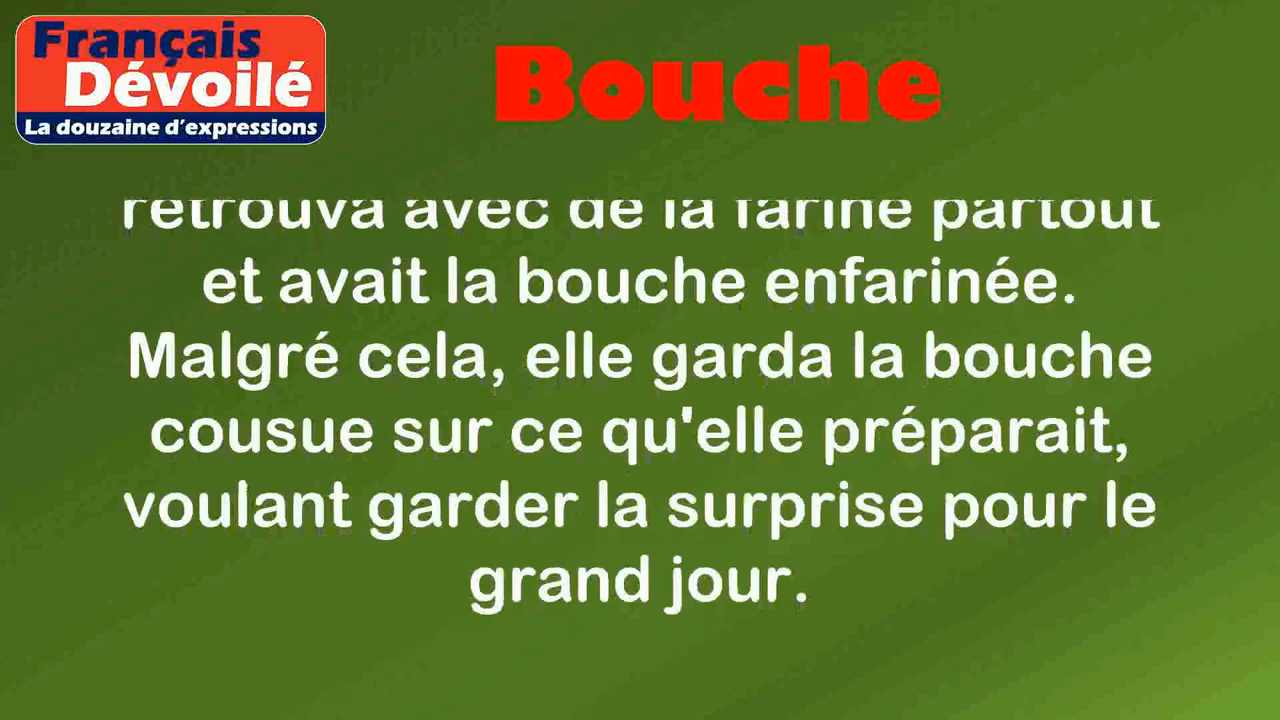 Français
Dévoilé
La douzaine d'expressions
Bouche
retrouva avec de la farine partout
et avait la bouche enfarinée.
Malgré cela, elle garda la bouche
cousue sur ce qu'elle préparait,
voulant garder la surprise pour le
grand jour.